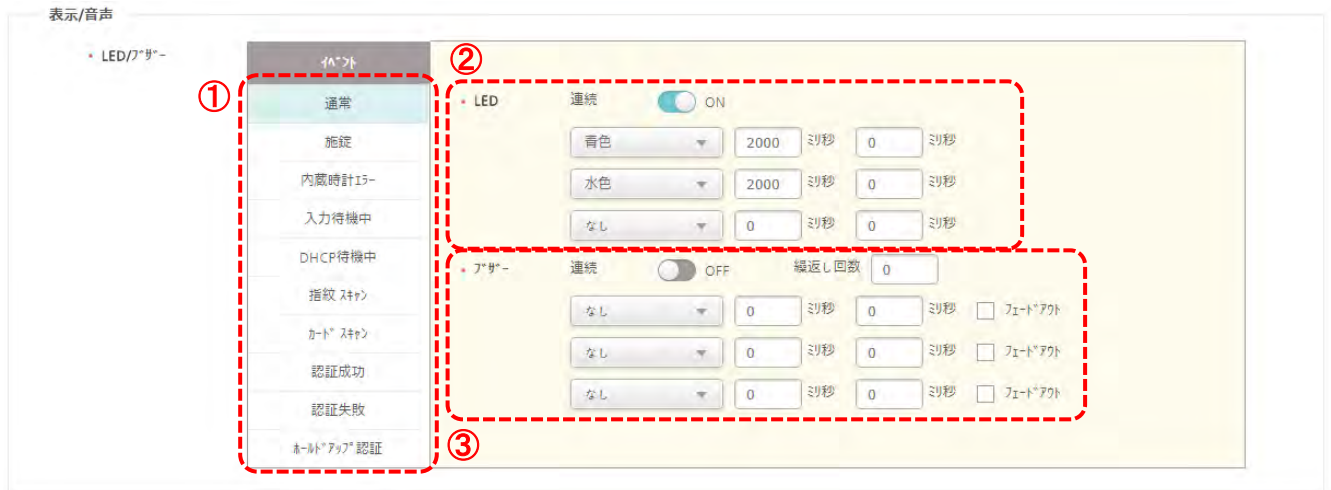 表示/音声
• LED/ﾌﾞｻﾞｰ
ｲﾍﾞﾝﾄ
①
通常
施錠
内蔵時計ｴﾗｰ
入力待機中
DHCP待機中
指紋 ｽｷｬﾝ
ｶｰﾄﾞ ｽｷｬﾝ
認証成功
認証失敗
ﾎｰﾙﾄﾞｱｯﾌﾟ認証
②
• LED 連続 ON
青色 2000 ﾐﾘ秒 0 ﾐﾘ秒
水色 2000 ﾐﾘ秒 0 ﾐﾘ秒
なし 0 ﾐﾘ秒 0 ﾐﾘ秒
• ﾌﾞｻﾞｰ 連続 OFF 繰返し回数 0
なし 0 ﾐﾘ秒 0 ﾐﾘ秒 ﾌｪｰﾄﾞｱｳﾄ
なし 0 ﾐﾘ秒 0 ﾐﾘ秒 ﾌｪｰﾄﾞｱｳﾄ
なし 0 ﾐﾘ秒 0 ﾐﾘ秒 ﾌｪｰﾄﾞｱｳﾄ
③